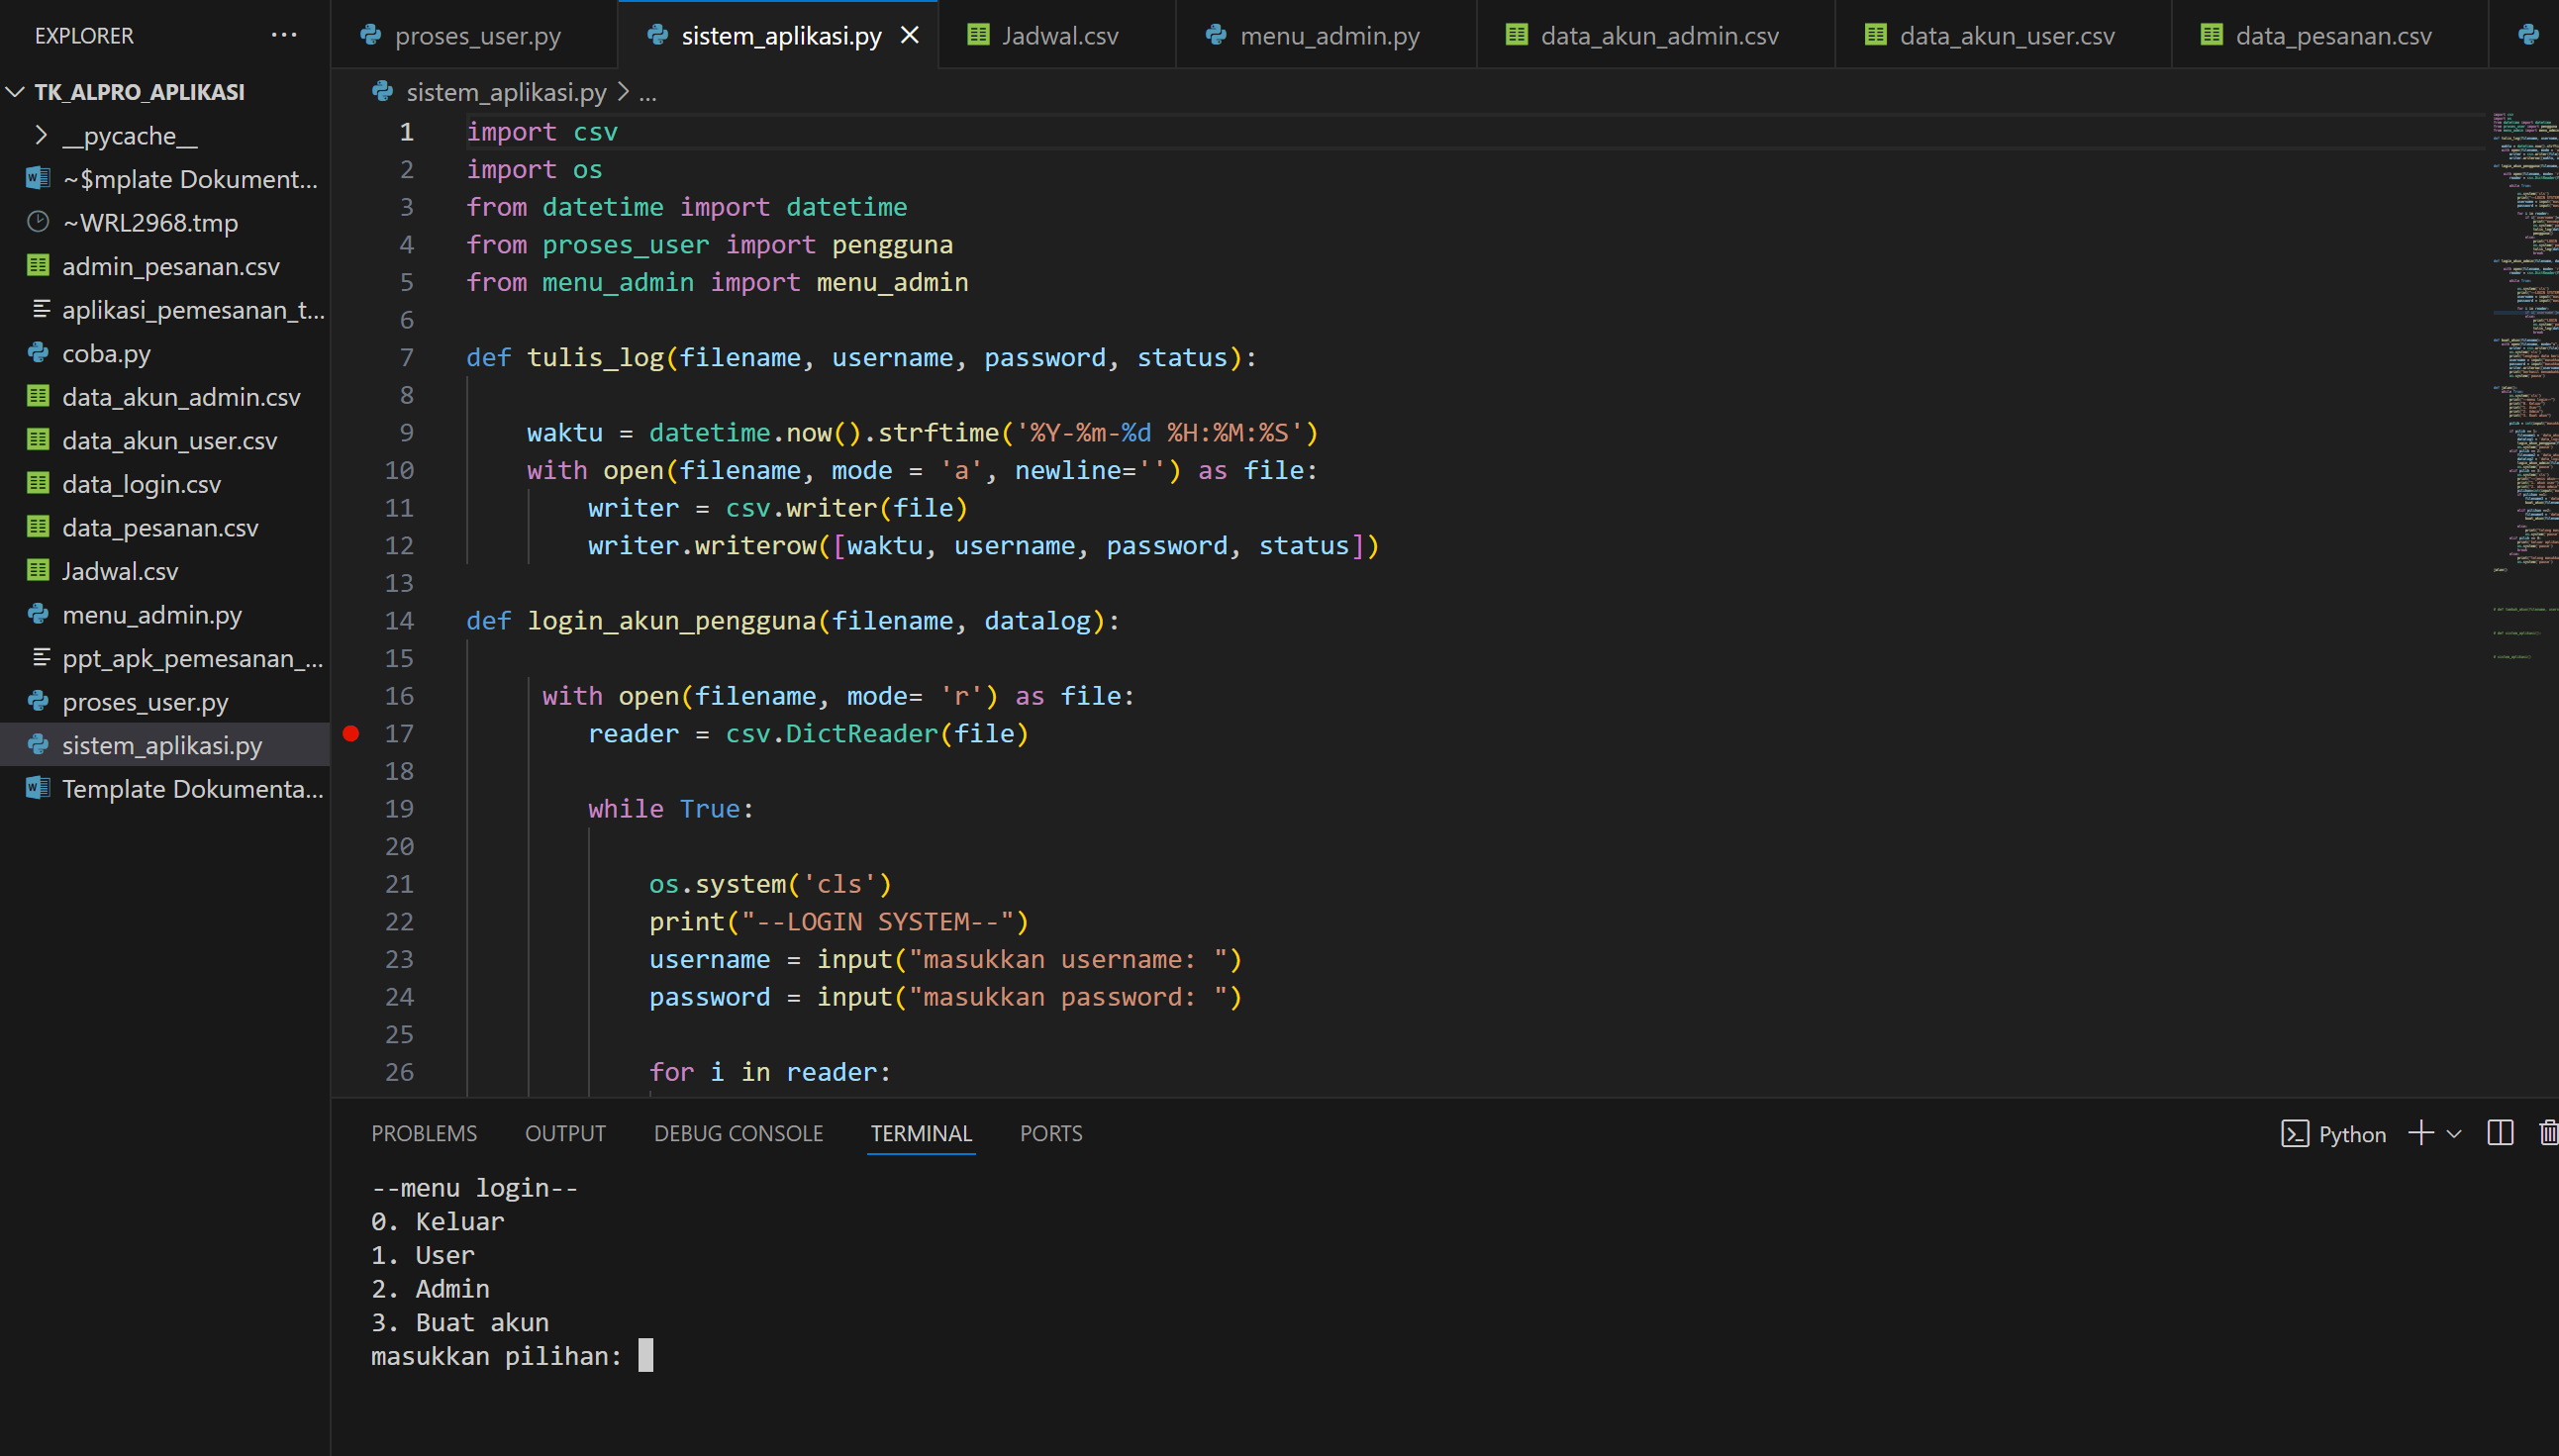 EXPLORER
TK_ALPRO_APLIKASI
__pycache__
~$mplate Dokument...
~WRL2968.tmp
admin_pesanan.csv
aplikasi_pemesanan_t...
coba.py
data_akun_admin.csv
data_akun_user.csv
data_login.csv
data_pesanan.csv
Jadwal.csv
menu_admin.py
ppt_apk_pemesanan_...
proses_user.py
sistem_aplikasi.py
Template Dokumenta...
proses_user.py sistem_aplikasi.py Jadwal.csv menu_admin.py data_akun_admin.csv data_akun_user.csv data_pesanan.csv
sistem_aplikasi.py > ...
1 import csv
2 import os
3 from datetime import datetime
4 from proses_user import pengguna
5 from menu_admin import menu_admin
6
7 def tulis_log(filename, username, password, status):
8
9 waktu = datetime.now().strftime('%Y-%m-%d %H:%M:%S')
10 with open(filename, mode = 'a', newline='') as file:
11 writer = csv.writer(file)
12 writer.writerow([waktu, username, password, status])
13
14 def login_akun_pengguna(filename, datalog):
15
16 with open(filename, mode= 'r') as file:
17 reader = csv.DictReader(file)
18
19 while True:
20
21 os.system('cls')
22 print("--LOGIN SYSTEM--")
23 username = input("masukkan username: ")
24 password = input("masukkan password: ")
25
26 for i in reader:
PROBLEMS OUTPUT DEBUG CONSOLE TERMINAL PORTS
Python
--menu login--
0. Keluar
1. User
2. Admin
3. Buat akun
masukkan pilihan: